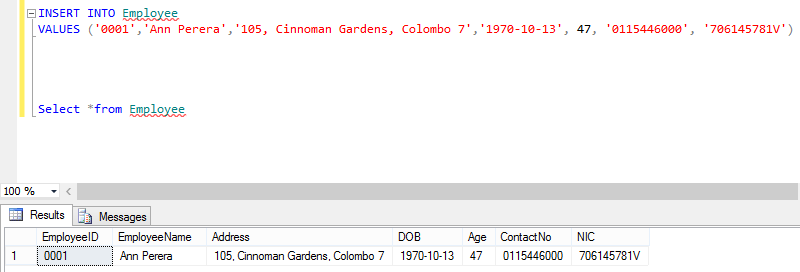 INSERT INTO Employee
VALUES ('0001','Ann Perera','105, Cinnoman Gardens, Colombo 7','1970-10-13', 47, '0115446000', '706145781V')
Select *from Employee
100 %
Results Messages
EmployeeID EmployeeName Address DOB Age ContactNo NIC
1 0001 Ann Perera 105, Cinnoman Gardens, Colombo 7 1970-10-13 47 0115446000 706145781V